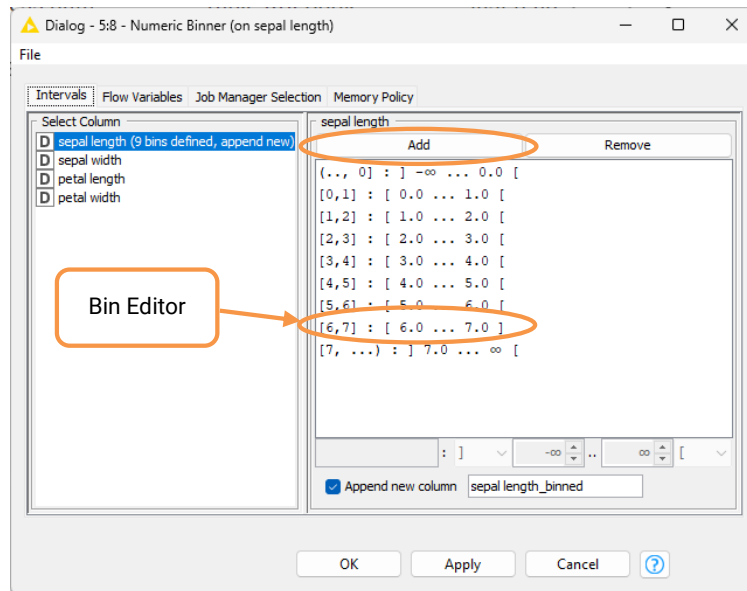 Dialog - 5:8 - Numeric Binner (on sepal length)
File
Intervals Flow Variables Job Manager Selection Memory Policy
Select Column
D sepal length (9 bins defined, append new)
D sepal width
D petal length
D petal width
sepal length
Add Remove
(.., 0] : ] -∞ ... 0.0 [
[0,1] : [ 0.0 ... 1.0 [
[1,2] : [ 1.0 ... 2.0 [
[2,3] : [ 2.0 ... 3.0 [
[3,4] : [ 3.0 ... 4.0 [
[4,5] : [ 4.0 ... 5.0 [
[5,6] : [ 5.0 ... 6.0 [
[6,7] : [ 6.0 ... 7.0 ]
[7, ...) : ] 7.0 ... ∞ [
Bin Editor
: ] -∞ .. ∞ [
Append new column sepal length_binned
OK Apply Cancel ?